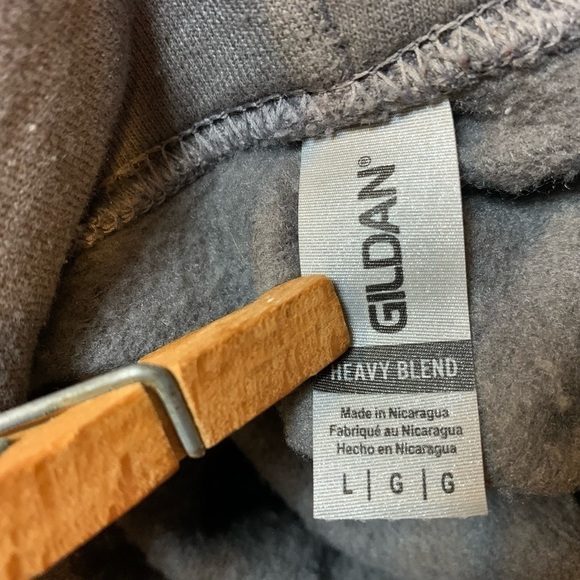 GILDAN®
HEAVY BLEND
Made in Nicaragua
Fabriqué au Nicaragua
Hecho en Nicaragua
L | G | G